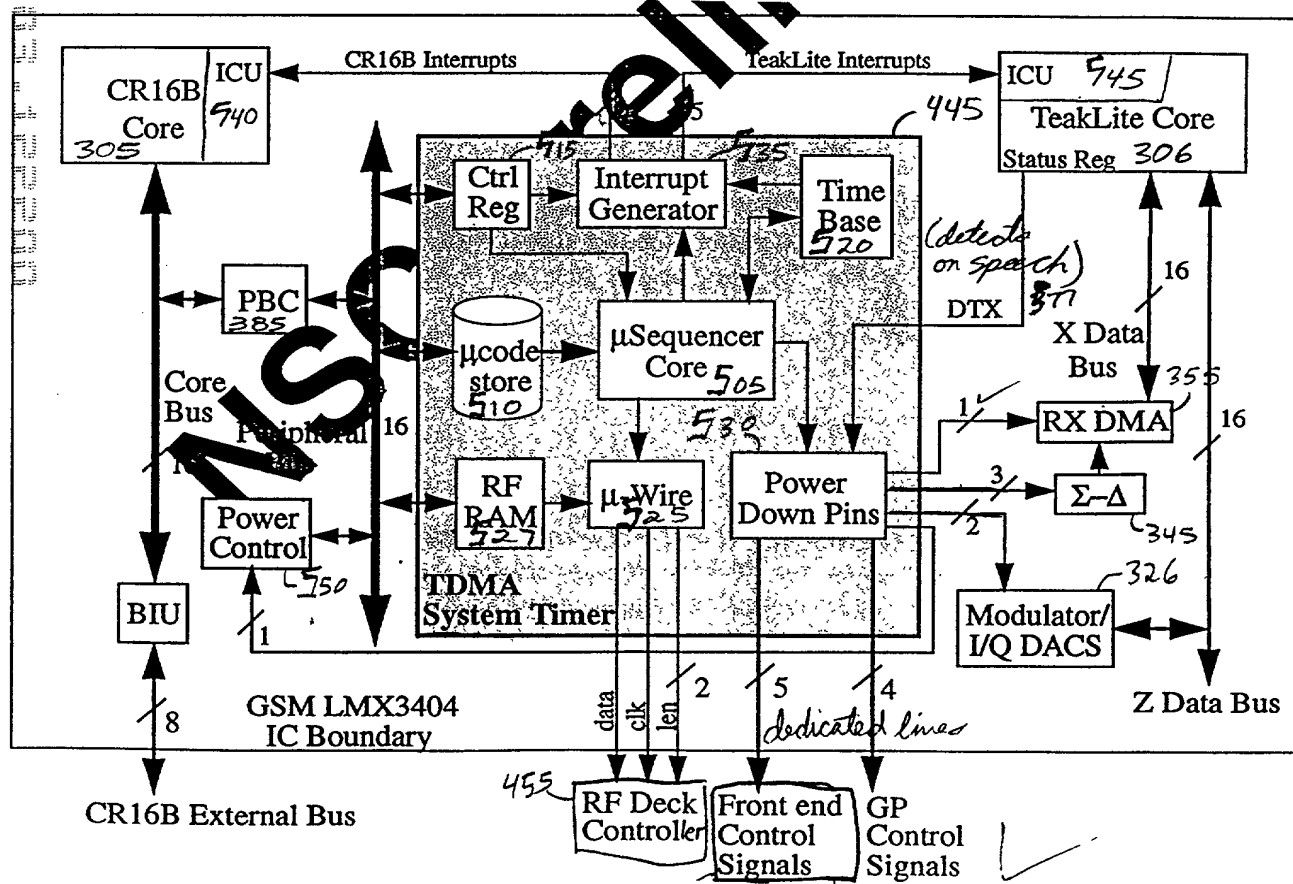 CR16B Interrupts
TeakLite Interrupts
CR16B
Core
305
ICU
540
ICU 545
TeakLite Core
Status Reg 306
445
5
515
535
Ctrl
Reg
Interrupt
Generator
Time
Base
520
(detects
on speech)
377
DTX
16
X Data
Bus
PBC
385
μcode
store
510
μSequencer
Core 505
Core
Bus
Peripheral
16
530
1
355
RX DMA
16
RF
RAM
527
μ-Wire
525
Power
Down Pins
3
Σ-Δ
2
345
Power
Control
550
326
Modulator/
I/Q DACS
TDMA
System Timer
BIU
1
8
GSM LMX3404
IC Boundary
data
clk
len
2
5
4
dedicated lines
Z Data Bus
CR16B External Bus
455
RF Deck
Controller
Front end
Control
Signals
GP
Control
Signals
NSC